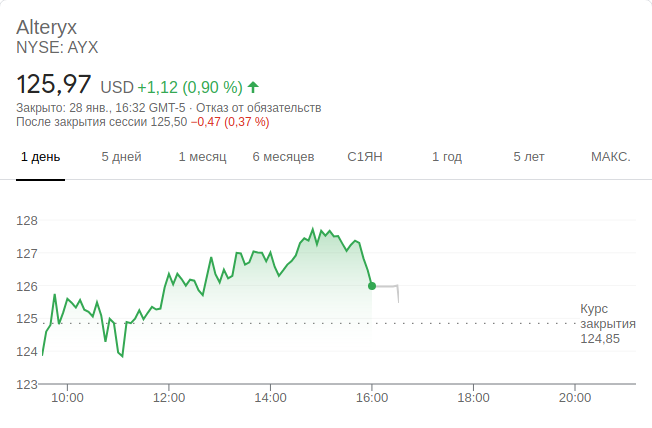 Alteryx
NYSE: AYX
125,97 USD +1,12 (0,90 %)
Закрыто: 28 янв., 16:32 GMT-5 · Отказ от обязательств
После закрытия сессии 125,50 −0,47 (0,37 %)
1 день 5 дней 1 месяц 6 месяцев С1ЯН 1 год 5 лет МАКС.
128
127
126
125
124
123
Курс
закрытия
124,85
10:00 12:00 14:00 16:00 18:00 20:00